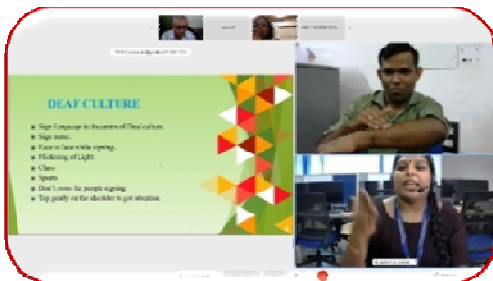 DEAF CULTURE
Sign Language is the centre of Deaf culture.
Sign name.
Face to face while signing.
Flickering of Light.
Class
Sports
Don't cross the people signing
Tap gently on the shoulder to get attention.